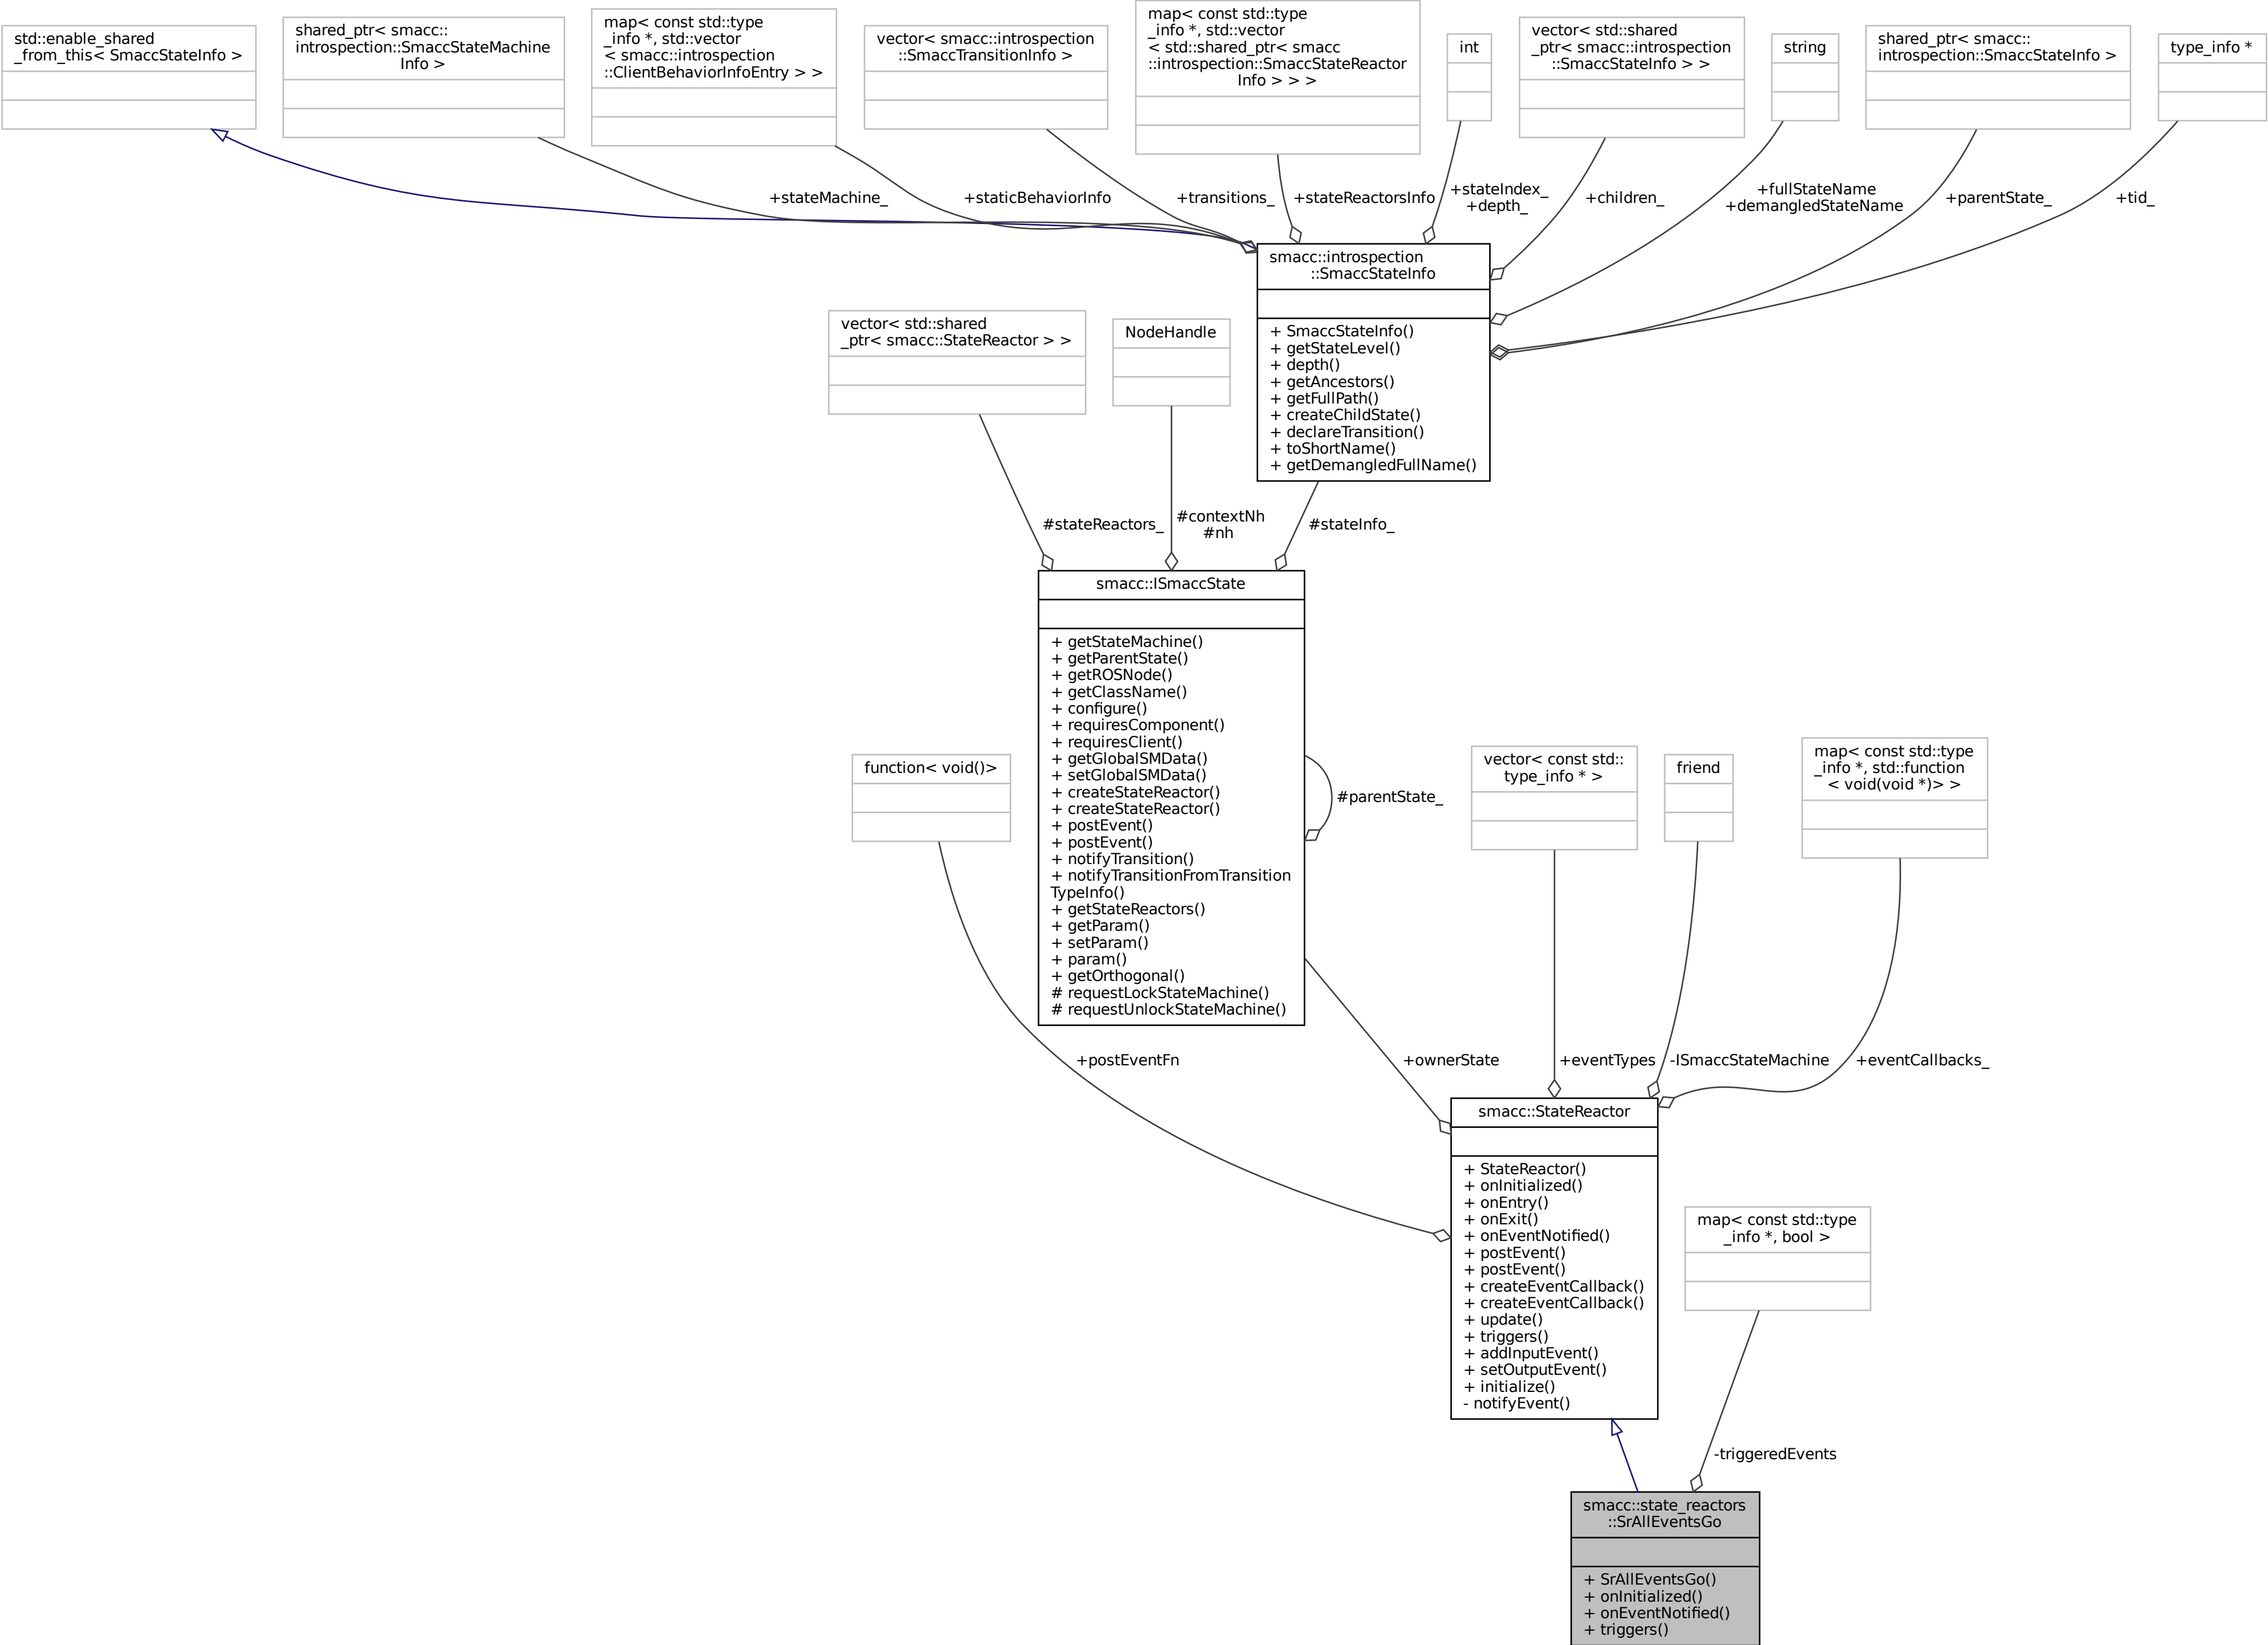 std::enable_shared
_from_this< SmaccStateInfo >
shared_ptr< smacc::
introspection::SmaccStateMachine
Info >
map< const std::type
_info *, std::vector
< smacc::introspection
::ClientBehaviorInfoEntry > >
vector< smacc::introspection
::SmaccTransitionInfo >
map< const std::type
_info *, std::vector
< std::shared_ptr< smacc
::introspection::SmaccStateReactor
Info > > >
int
vector< std::shared
_ptr< smacc::introspection
::SmaccStateInfo > >
string
shared_ptr< smacc::
introspection::SmaccStateInfo >
type_info *
+stateMachine_
+staticBehaviorInfo
+transitions_
+stateReactorsInfo
+stateIndex_
+depth_
+children_
+fullStateName
+demangledStateName
+parentState_
+tid_
smacc::introspection
::SmaccStateInfo
+ SmaccStateInfo()
+ getStateLevel()
+ depth()
+ getAncestors()
+ getFullPath()
+ createChildState()
+ declareTransition()
+ toShortName()
+ getDemangledFullName()
vector< std::shared
_ptr< smacc::StateReactor > >
NodeHandle
#stateReactors_
#contextNh
#nh
#stateInfo_
smacc::ISmaccState
+ getStateMachine()
+ getParentState()
+ getROSNode()
+ getClassName()
+ configure()
+ requiresComponent()
+ requiresClient()
+ getGlobalSMData()
+ setGlobalSMData()
+ createStateReactor()
+ createStateReactor()
+ postEvent()
+ postEvent()
+ notifyTransition()
+ notifyTransitionFromTransition
TypeInfo()
+ getStateReactors()
+ getParam()
+ setParam()
+ param()
+ getOrthogonal()
# requestLockStateMachine()
# requestUnlockStateMachine()
#parentState_
function< void()>
vector< const std::
type_info * >
friend
map< const std::type
_info *, std::function
< void(void *)> >
+postEventFn
+ownerState
+eventTypes
-ISmaccStateMachine
+eventCallbacks_
smacc::StateReactor
+ StateReactor()
+ onInitialized()
+ onEntry()
+ onExit()
+ onEventNotified()
+ postEvent()
+ postEvent()
+ createEventCallback()
+ createEventCallback()
+ update()
+ triggers()
+ addInputEvent()
+ setOutputEvent()
+ initialize()
- notifyEvent()
map< const std::type
_info *, bool >
-triggeredEvents
smacc::state_reactors
::SrAllEventsGo
+ SrAllEventsGo()
+ onInitialized()
+ onEventNotified()
+ triggers()